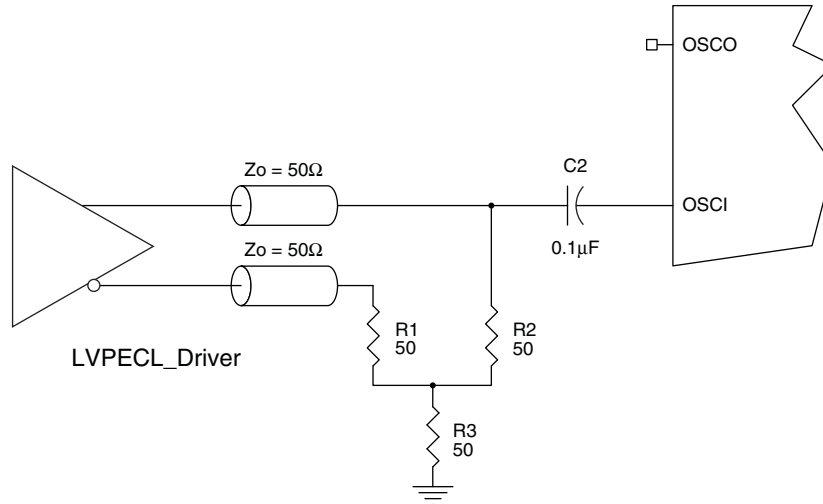 OSCO
Zo = 50Ω
C2
OSCI
0.1µF
Zo = 50Ω
R1
50
R2
50
LVPECL_Driver
R3
50